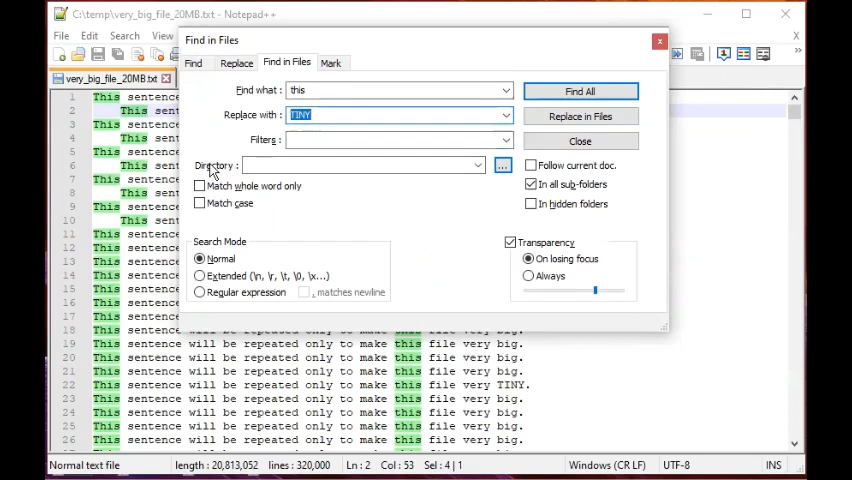 C:\temp\very_big_file_20MB.txt - Notepad++
File Edit Search View
very_big_file_20MB.txt
Find in Files
x
Find Replace Find in Files Mark
Find what : this
Find All
Replace with : TINY
Replace in Files
Filters :
Close
Directory :
...
Follow current doc.
Match whole word only
In all sub-folders
Match case
In hidden folders
Search Mode
Normal
Extended (\n, \r, \t, \0, \x...)
Regular expression
. matches newline
Transparency
On losing focus
Always
1 This sentence
2 This sent
3 This sentence
4 This sent
5 This sentence
6 This sent
7 This sentence
8 This sent
9 This sentence
10 This sent
11 This sentence
12 This sentence
13 This sentence
14 This sentence
15 This sentence
16 This sentence
17 This sentence
18 This sentence will be repeated only to make this file very big.
19 This sentence will be repeated only to make this file very big.
20 This sentence will be repeated only to make this file very big.
21 This sentence will be repeated only to make this file very big.
22 This sentence will be repeated only to make this file very TINY.
23 This sentence will be repeated only to make this file very big.
24 This sentence will be repeated only to make this file very big.
25 This sentence will be repeated only to make this file very big.
26 This sentence will be repeated only to make this file very big.
Normal text file length : 20,813,052 lines : 320,000 Ln : 2 Col : 53 Sel : 4 | 1 Windows (CR LF) UTF-8 INS